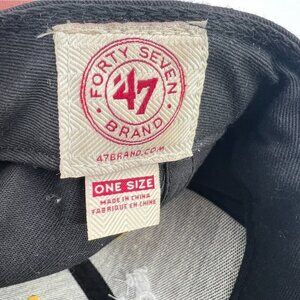 FORTY SEVEN
'47
BRAND
47BRAND.COM
ONE SIZE
MADE IN CHINA
FABRIQUÉ EN CHINE